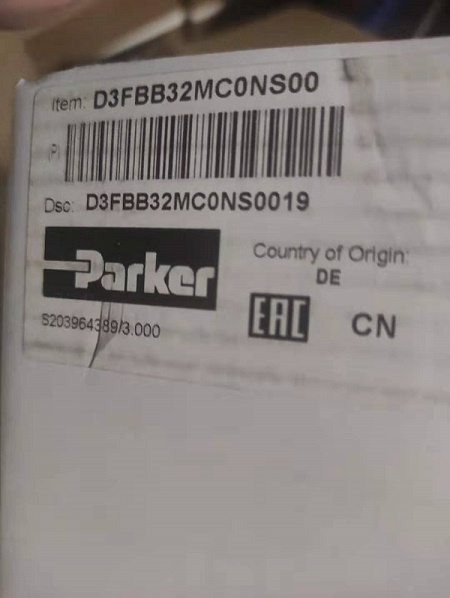 Item: D3FBB32MC0NS00
(P)
Dsc: D3FBB32MC0NS0019
Parker
Country of Origin:
DE
S203964389/3.000
EAC
CN